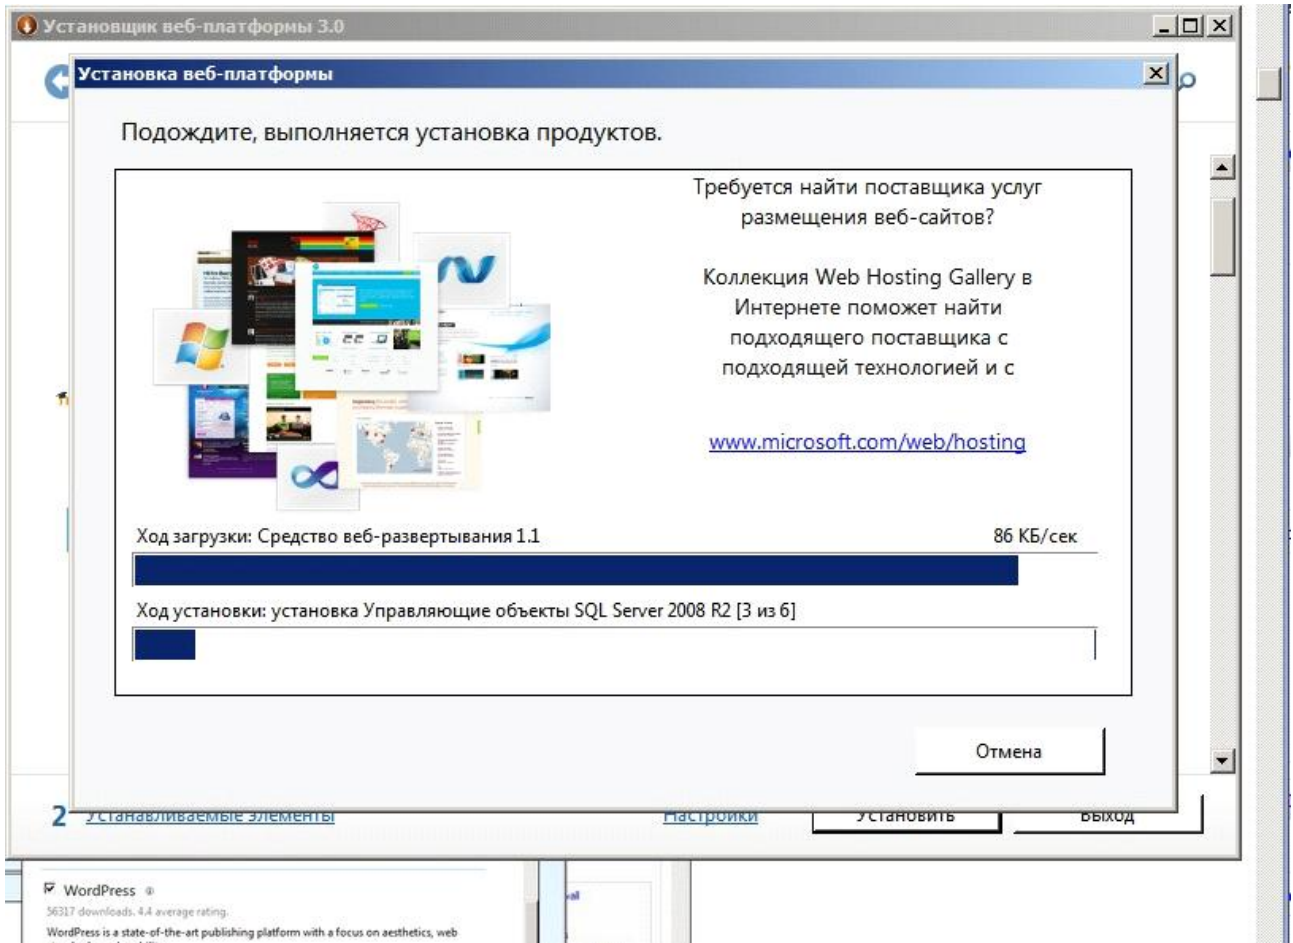 Установщик веб-платформы 3.0
Установка веб-платформы
Подождите, выполняется установка продуктов.
Требуется найти поставщика услуг
размещения веб-сайтов?
Коллекция Web Hosting Gallery в
Интернете поможет найти
подходящего поставщика с
подходящей технологией и с
www.microsoft.com/web/hosting
Ход загрузки: Средство веб-развертывания 1.1 86 КБ/сек
Ход установки: установка Управляющие объекты SQL Server 2008 R2 [3 из 6]
Отмена
2 Устанавливаемые элементы Настройки Установить Выход
WordPress
56317 downloads. 4.4 average rating.
WordPress is a state-of-the-art publishing platform with a focus on aesthetics, web